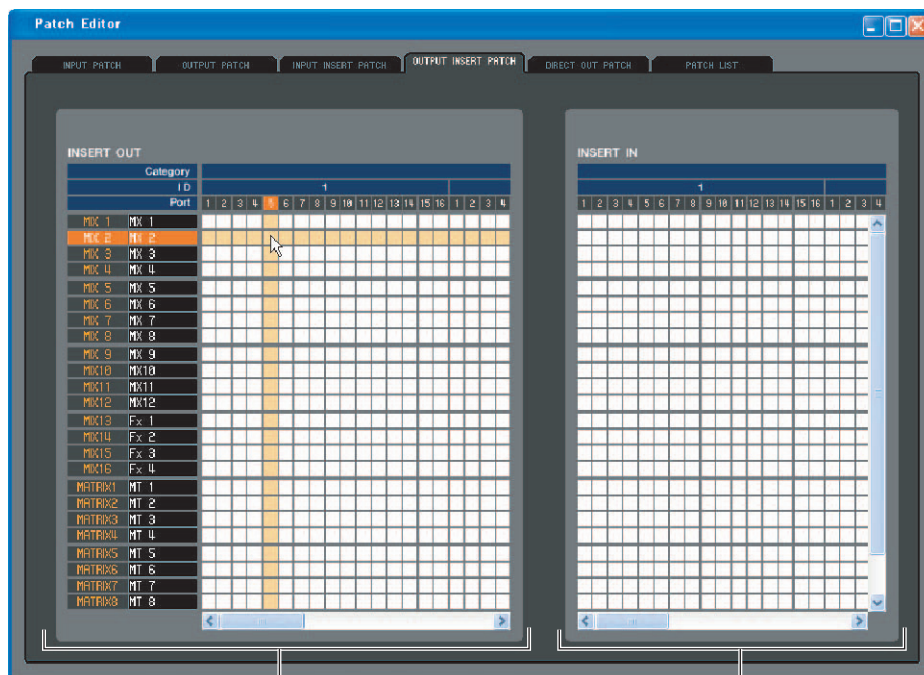 Patch Editor
INPUT PATCH OUTPUT PATCH INPUT INSERT PATCH OUTPUT INSERT PATCH DIRECT OUT PATCH PATCH LIST
INSERT OUT
Category
ID 1
Port 1 2 3 4 5 6 7 8 9 10 11 12 13 14 15 16 1 2 3 4
MIX 1 MX 1
MIX 2 MX 2
MIX 3 MX 3
MIX 4 MX 4
MIX 5 MX 5
MIX 6 MX 6
MIX 7 MX 7
MIX 8 MX 8
MIX 9 MX 9
MIX10 MX10
MIX11 MX11
MIX12 MX12
MIX13 Fx 1
MIX14 Fx 2
MIX15 Fx 3
MIX16 Fx 4
MATRIX1 MT 1
MATRIX2 MT 2
MATRIX3 MT 3
MATRIX4 MT 4
MATRIX5 MT 5
MATRIX6 MT 6
MATRIX7 MT 7
MATRIX8 MT 8
INSERT IN
1
1 2 3 4 5 6 7 8 9 10 11 12 13 14 15 16 1 2 3 4